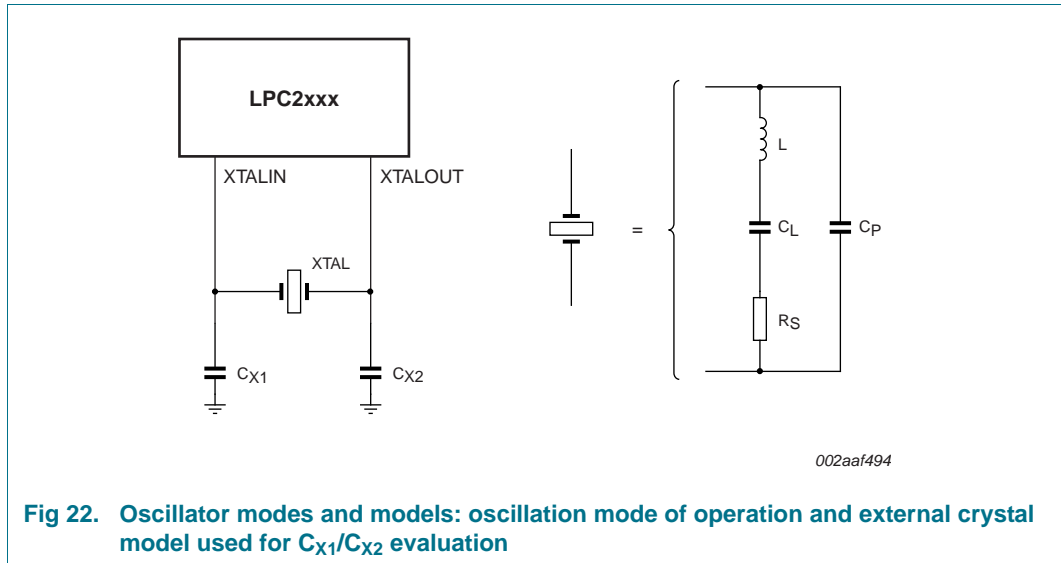 LPC2xxx
XTALIN
XTALOUT
XTAL
CX1
CX2
=
L
CL
CP
RS
002aaf494
Fig 22. Oscillator modes and models: oscillation mode of operation and external crystal
model used for CX1/CX2 evaluation